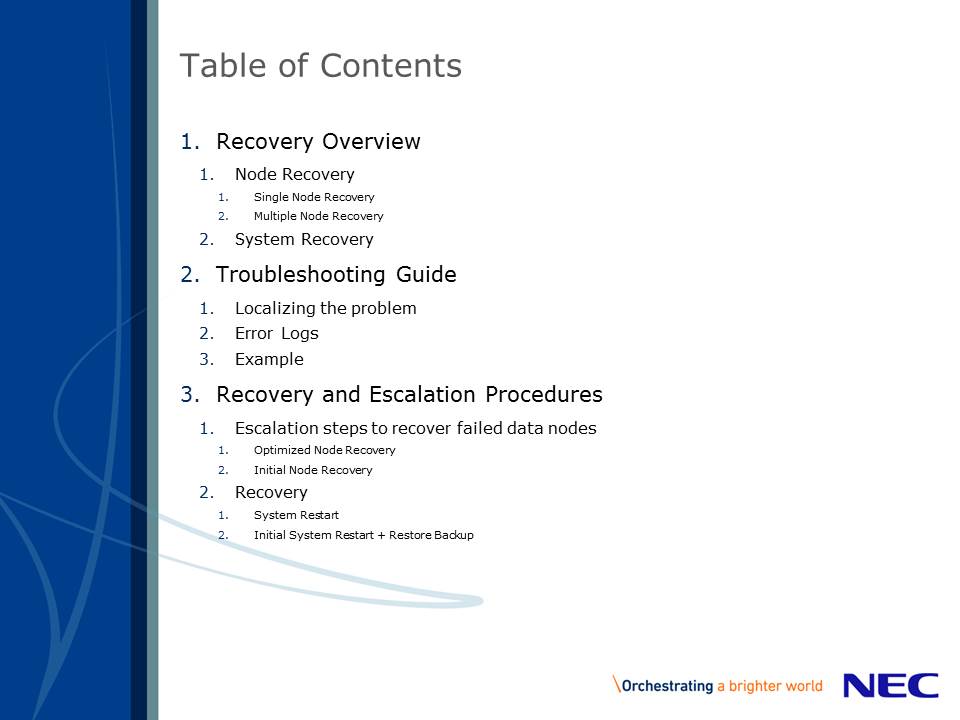 Table of Contents
1. Recovery Overview
1. Node Recovery
1. Single Node Recovery
2. Multiple Node Recovery
2. System Recovery
2. Troubleshooting Guide
1. Localizing the problem
2. Error Logs
3. Example
3. Recovery and Escalation Procedures
1. Escalation steps to recover failed data nodes
1. Optimized Node Recovery
2. Initial Node Recovery
2. Recovery
1. System Restart
2. Initial System Restart + Restore Backup
\Orchestrating a brighter world NEC